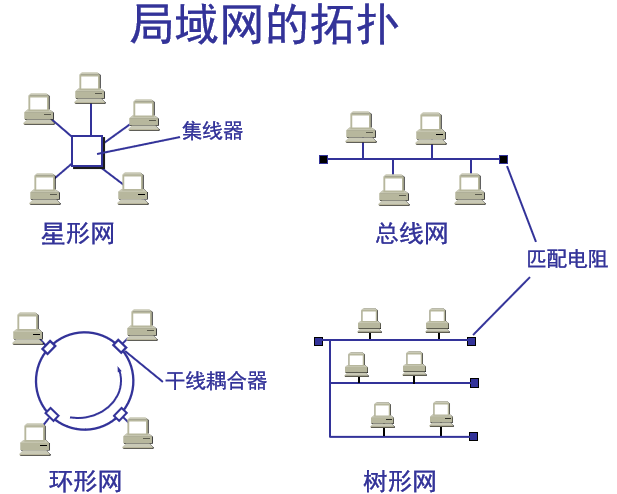 局域网的拓扑
集线器
星形网
总线网
匹配电阻
干线耦合器
环形网
树形网